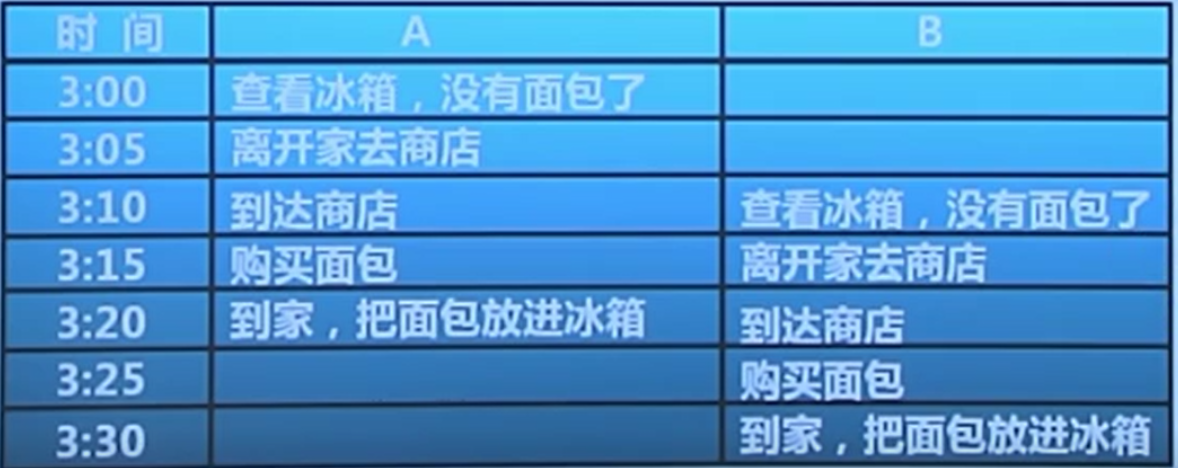 时 间 A B
3:00 查看冰箱，没有面包了
3:05 离开家去商店
3:10 到达商店 查看冰箱，没有面包了
3:15 购买面包 离开家去商店
3:20 到家，把面包放进冰箱 到达商店
3:25 购买面包
3:30 到家，把面包放进冰箱